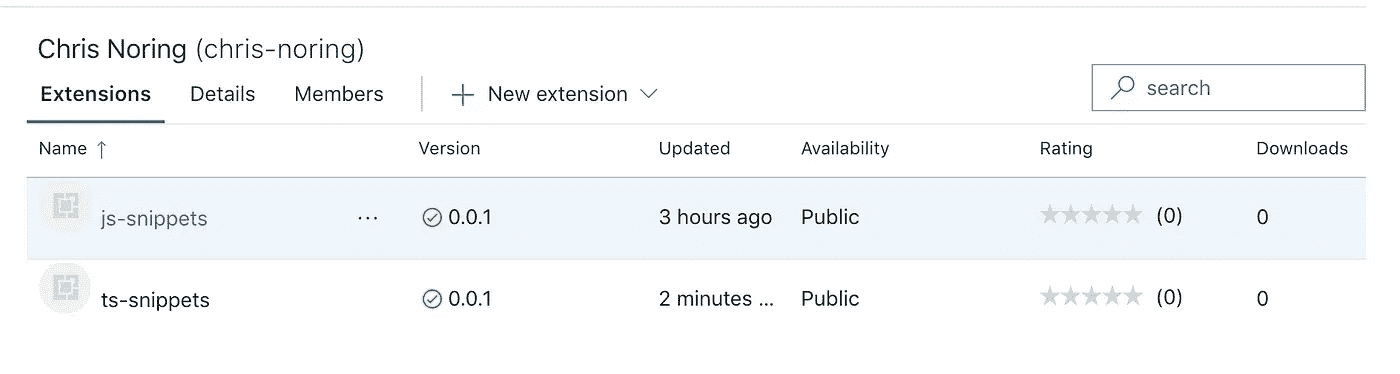 Chris Noring (chris-noring)
Extensions Details Members New extension search
Name ↑ Version Updated Availability Rating Downloads
js-snippets ... 0.0.1 3 hours ago Public (0) 0
ts-snippets 0.0.1 2 minutes ... Public (0) 0